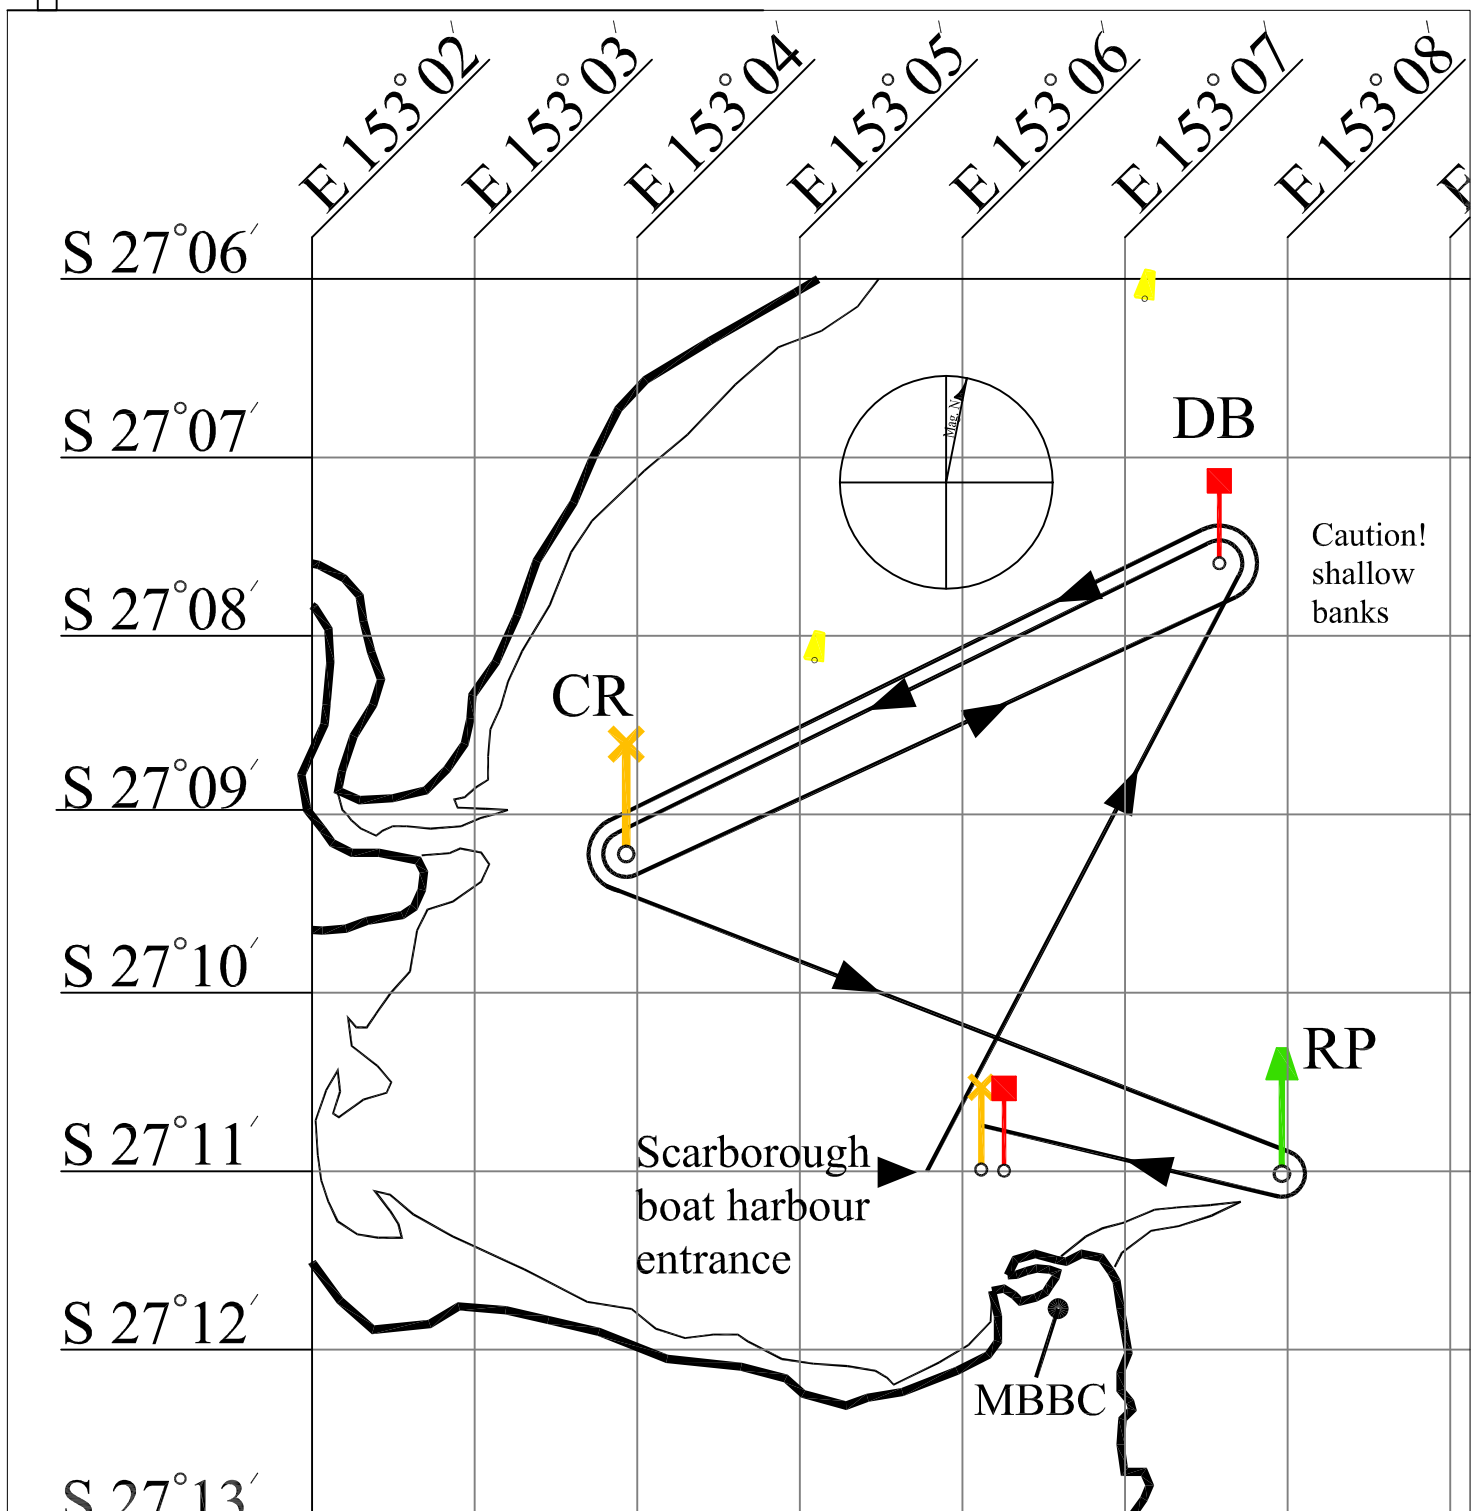 E 153°02′
E 153°03′
E 153°04′
E 153°05′
E 153°06′
E 153°07′
E 153°08′
E
S 27°06′
Mag. N
DB
S 27°07′
Caution!
shallow
banks
S 27°08′
CR
S 27°09′
S 27°10′
RP
S 27°11′
Scarborough
boat harbour
entrance
S 27°12′
MBBC
S 27°13′